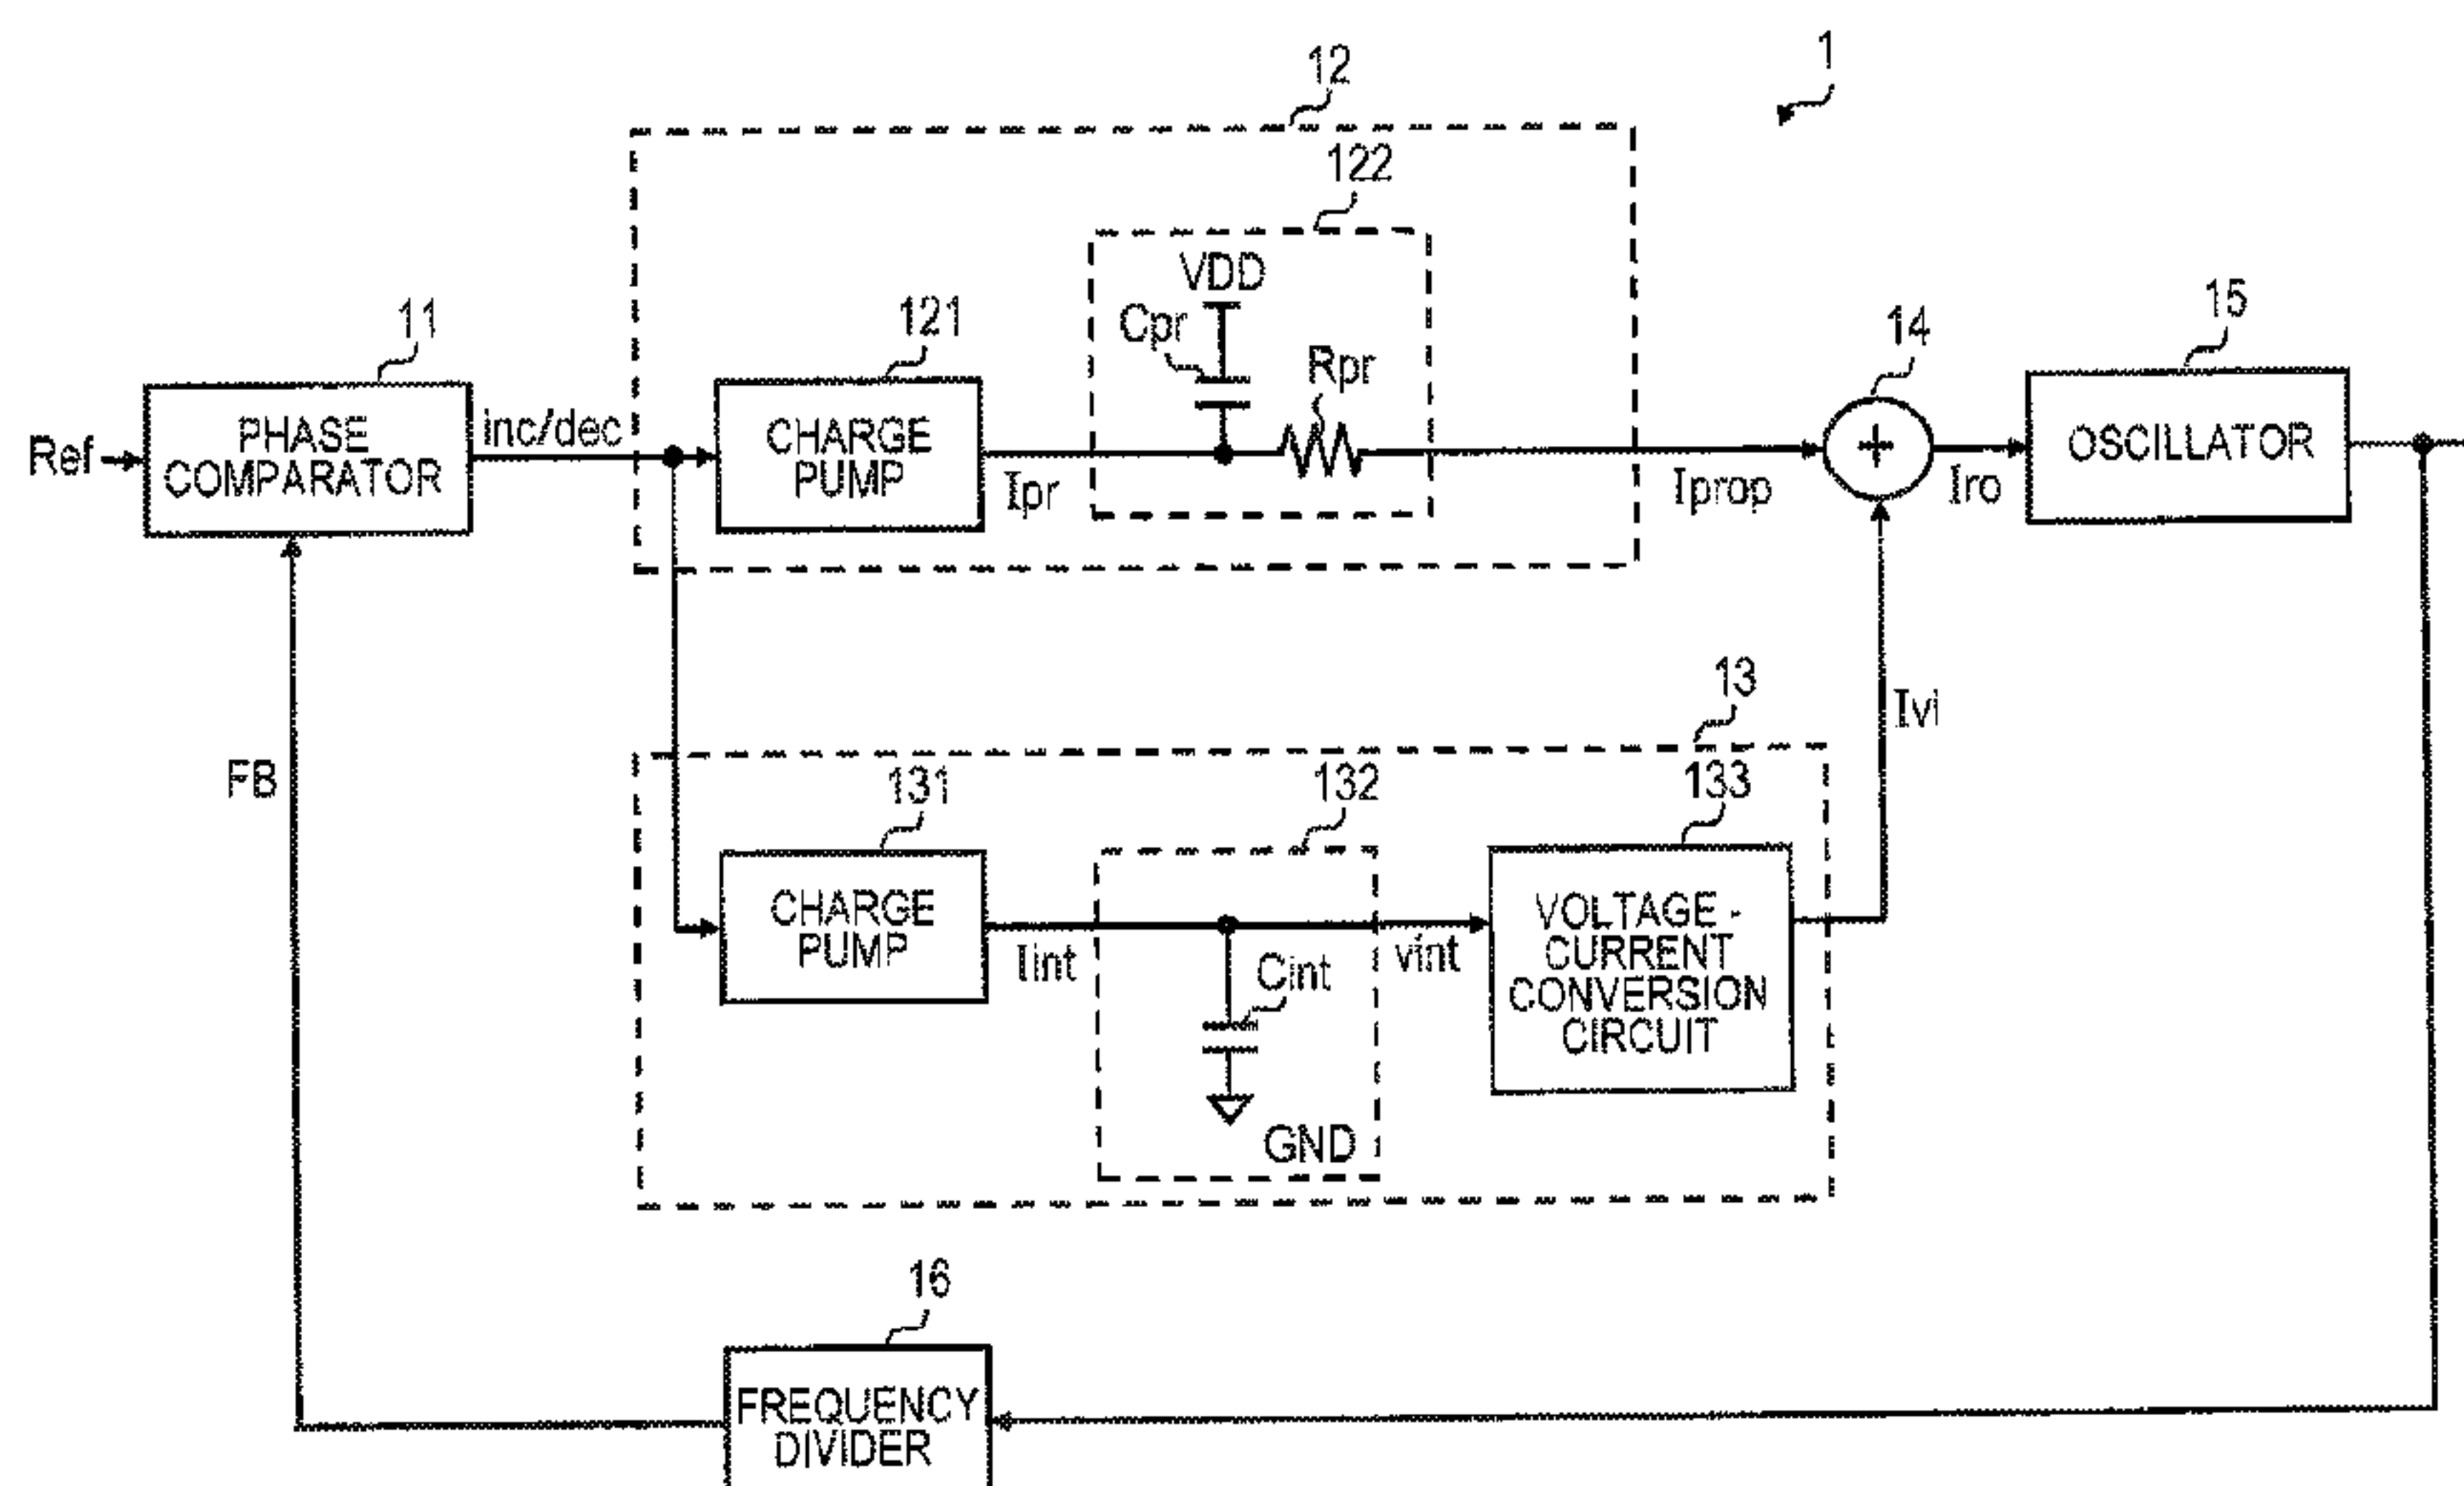 1
12
122
VDD
Cpr
Rpr
11
121
14
15
Ref
PHASE
COMPARATOR
inc/dec
CHARGE
PUMP
Ipr
Iprop
+
Iro
OSCILLATOR
FB
13
Ivi
131
132
133
CHARGE
PUMP
Iint
Cint
GND
vint
VOLTAGE -
CURRENT
CONVERSION
CIRCUIT
16
FREQUENCY
DIVIDER